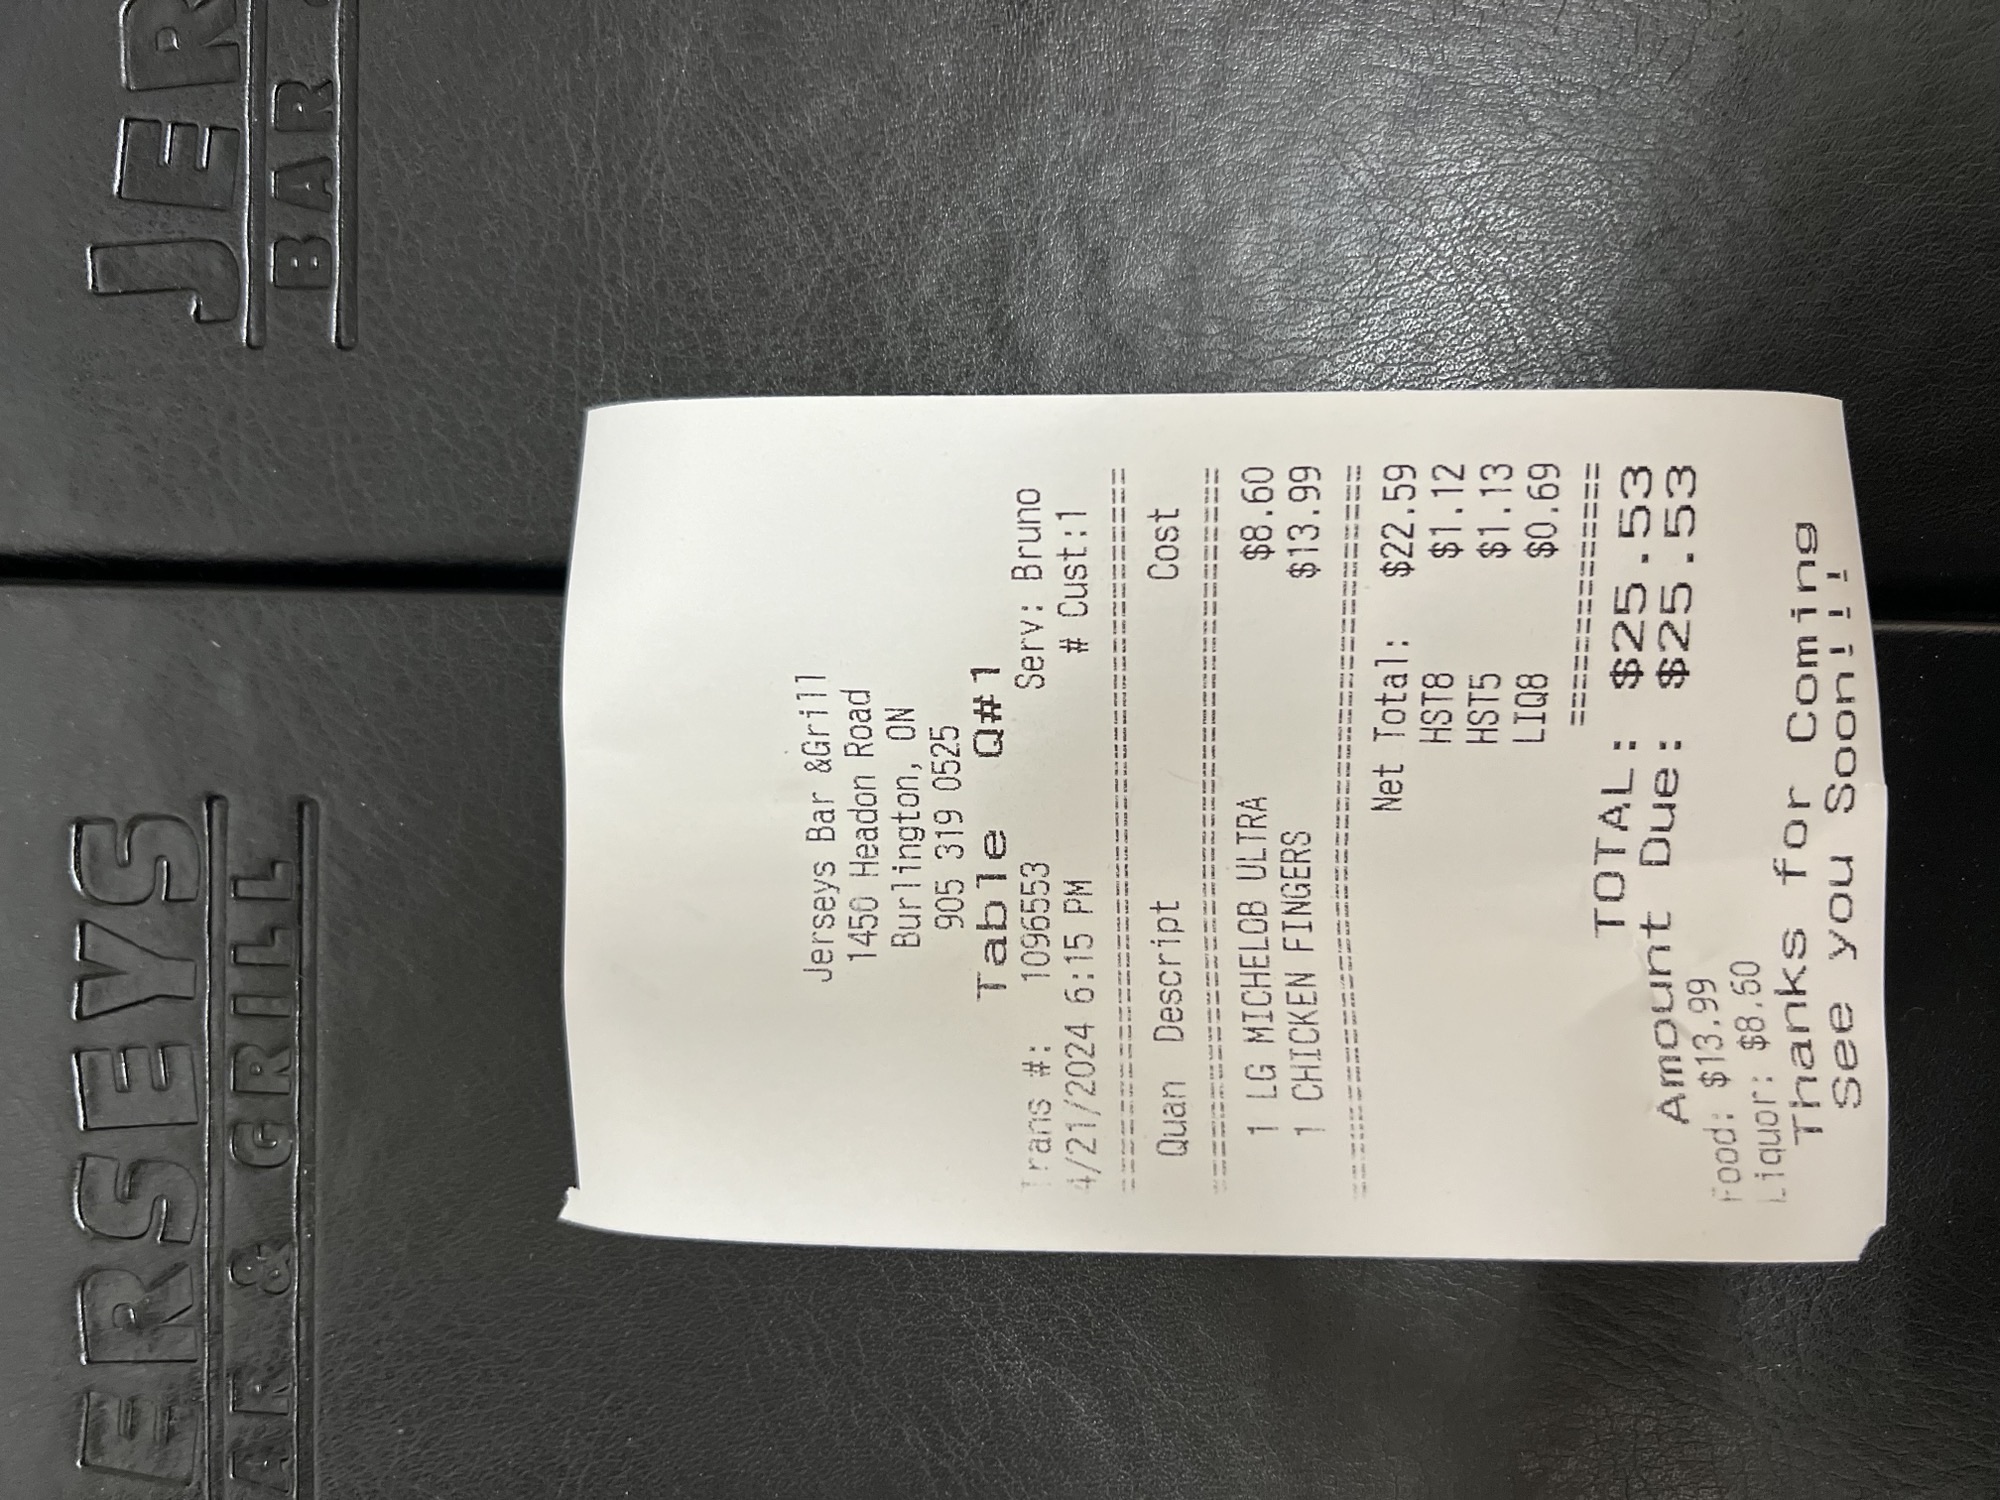 ERSEYS
AR & GRILL
JER
BAR
Jerseys Bar &Grill
1450 Headon Road
Burlington, ON
905 319 0525
Table Q#1
Trans #: 1096553 Serv: Bruno
4/21/2024 6:15 PM # Cust:1
Quan Descript Cost
1 LG MICHELOB ULTRA $8.60
1 CHICKEN FINGERS $13.99
Net Total: $22.59
HST8 $1.12
HST5 $1.13
LIQ8 $0.69
==============
TOTAL: $25.53
Amount Due: $25.53
Food: $13.99
Liquor: $8.60
Thanks for Coming
See you Soon!!!